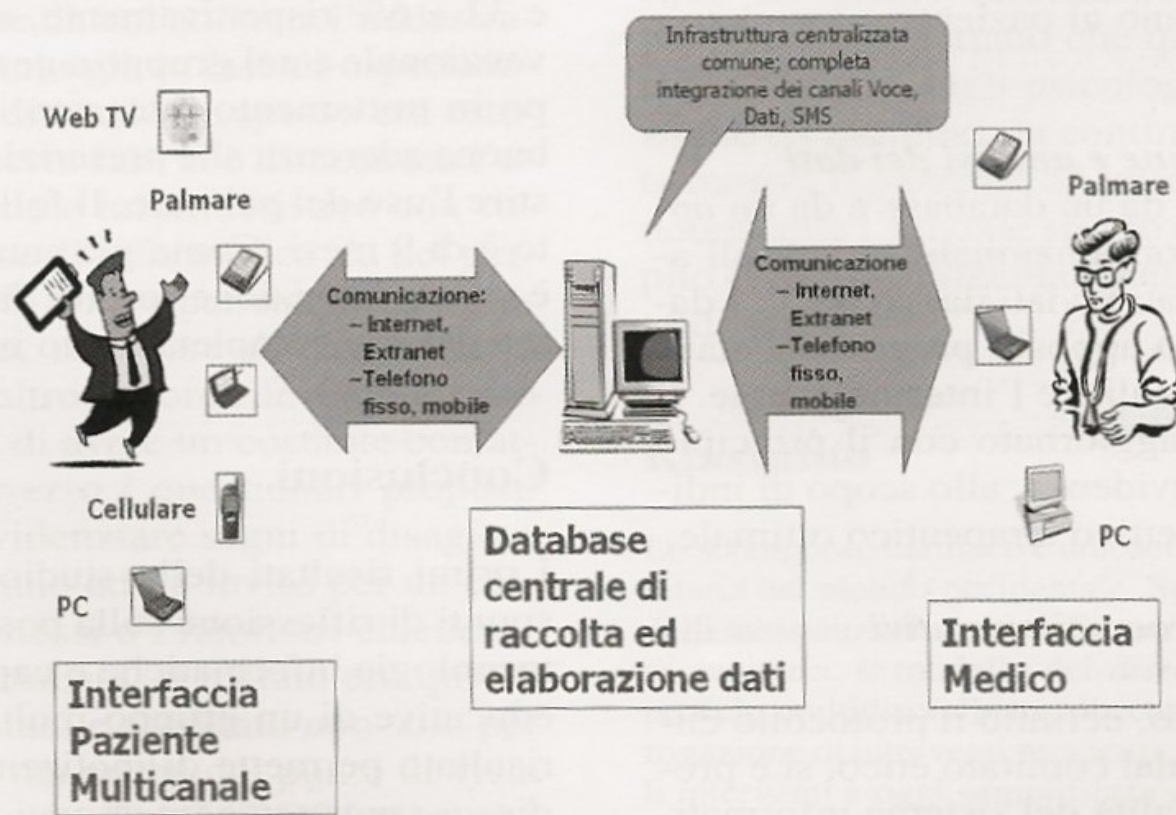 Infrastruttura centralizzata
comune; completa
integrazione dei canali Voce,
Dati, SMS
Web TV
Palmare
Comunicazione:
– Internet,
Extranet
–Telefono
fisso, mobile
Cellulare
PC
Interfaccia
Paziente
Multicanale
Database
centrale di
raccolta ed
elaborazione dati
Comunicazione
– Internet,
Extranet
–Telefono
fisso,
mobile
Palmare
PC
Interfaccia
Medico